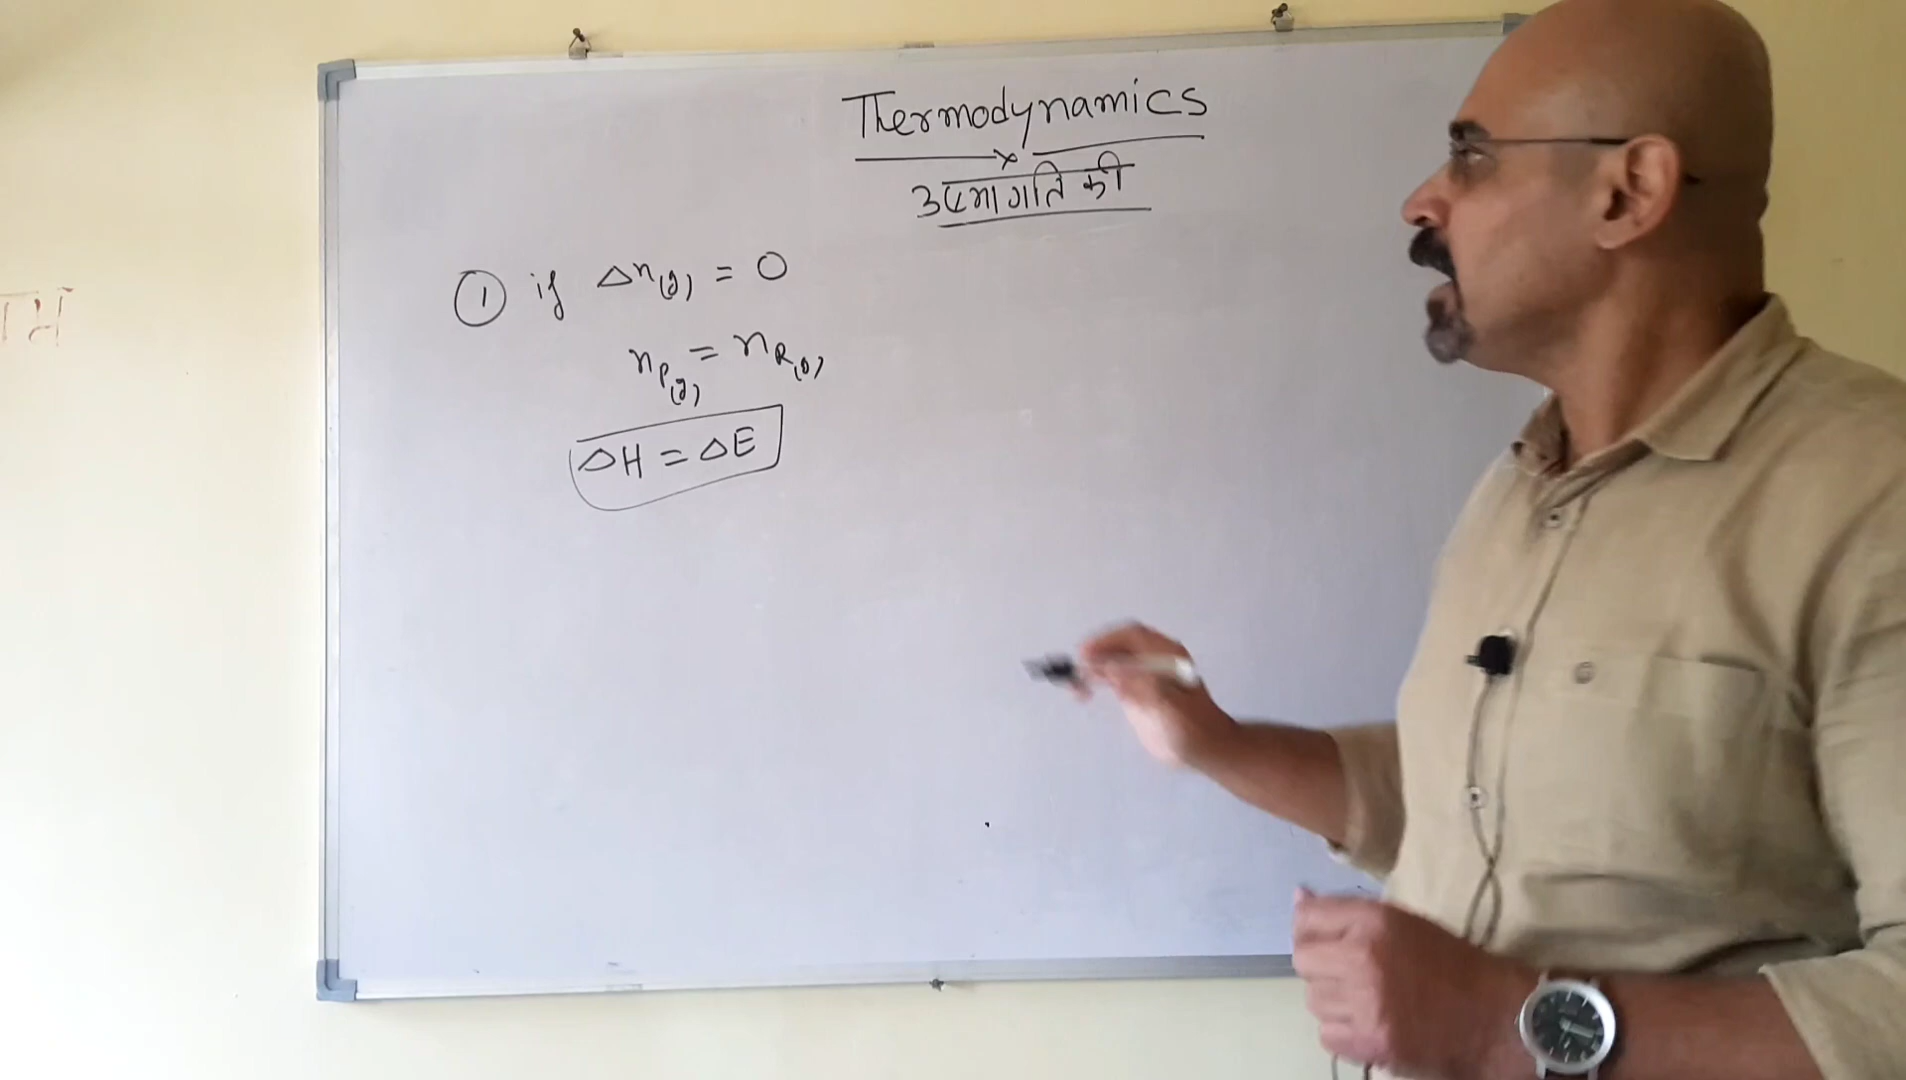 Thermodynamics
उष्मागतिकी
① if Δn(g) = 0
nP(g) = nR(g)
ΔH = ΔE